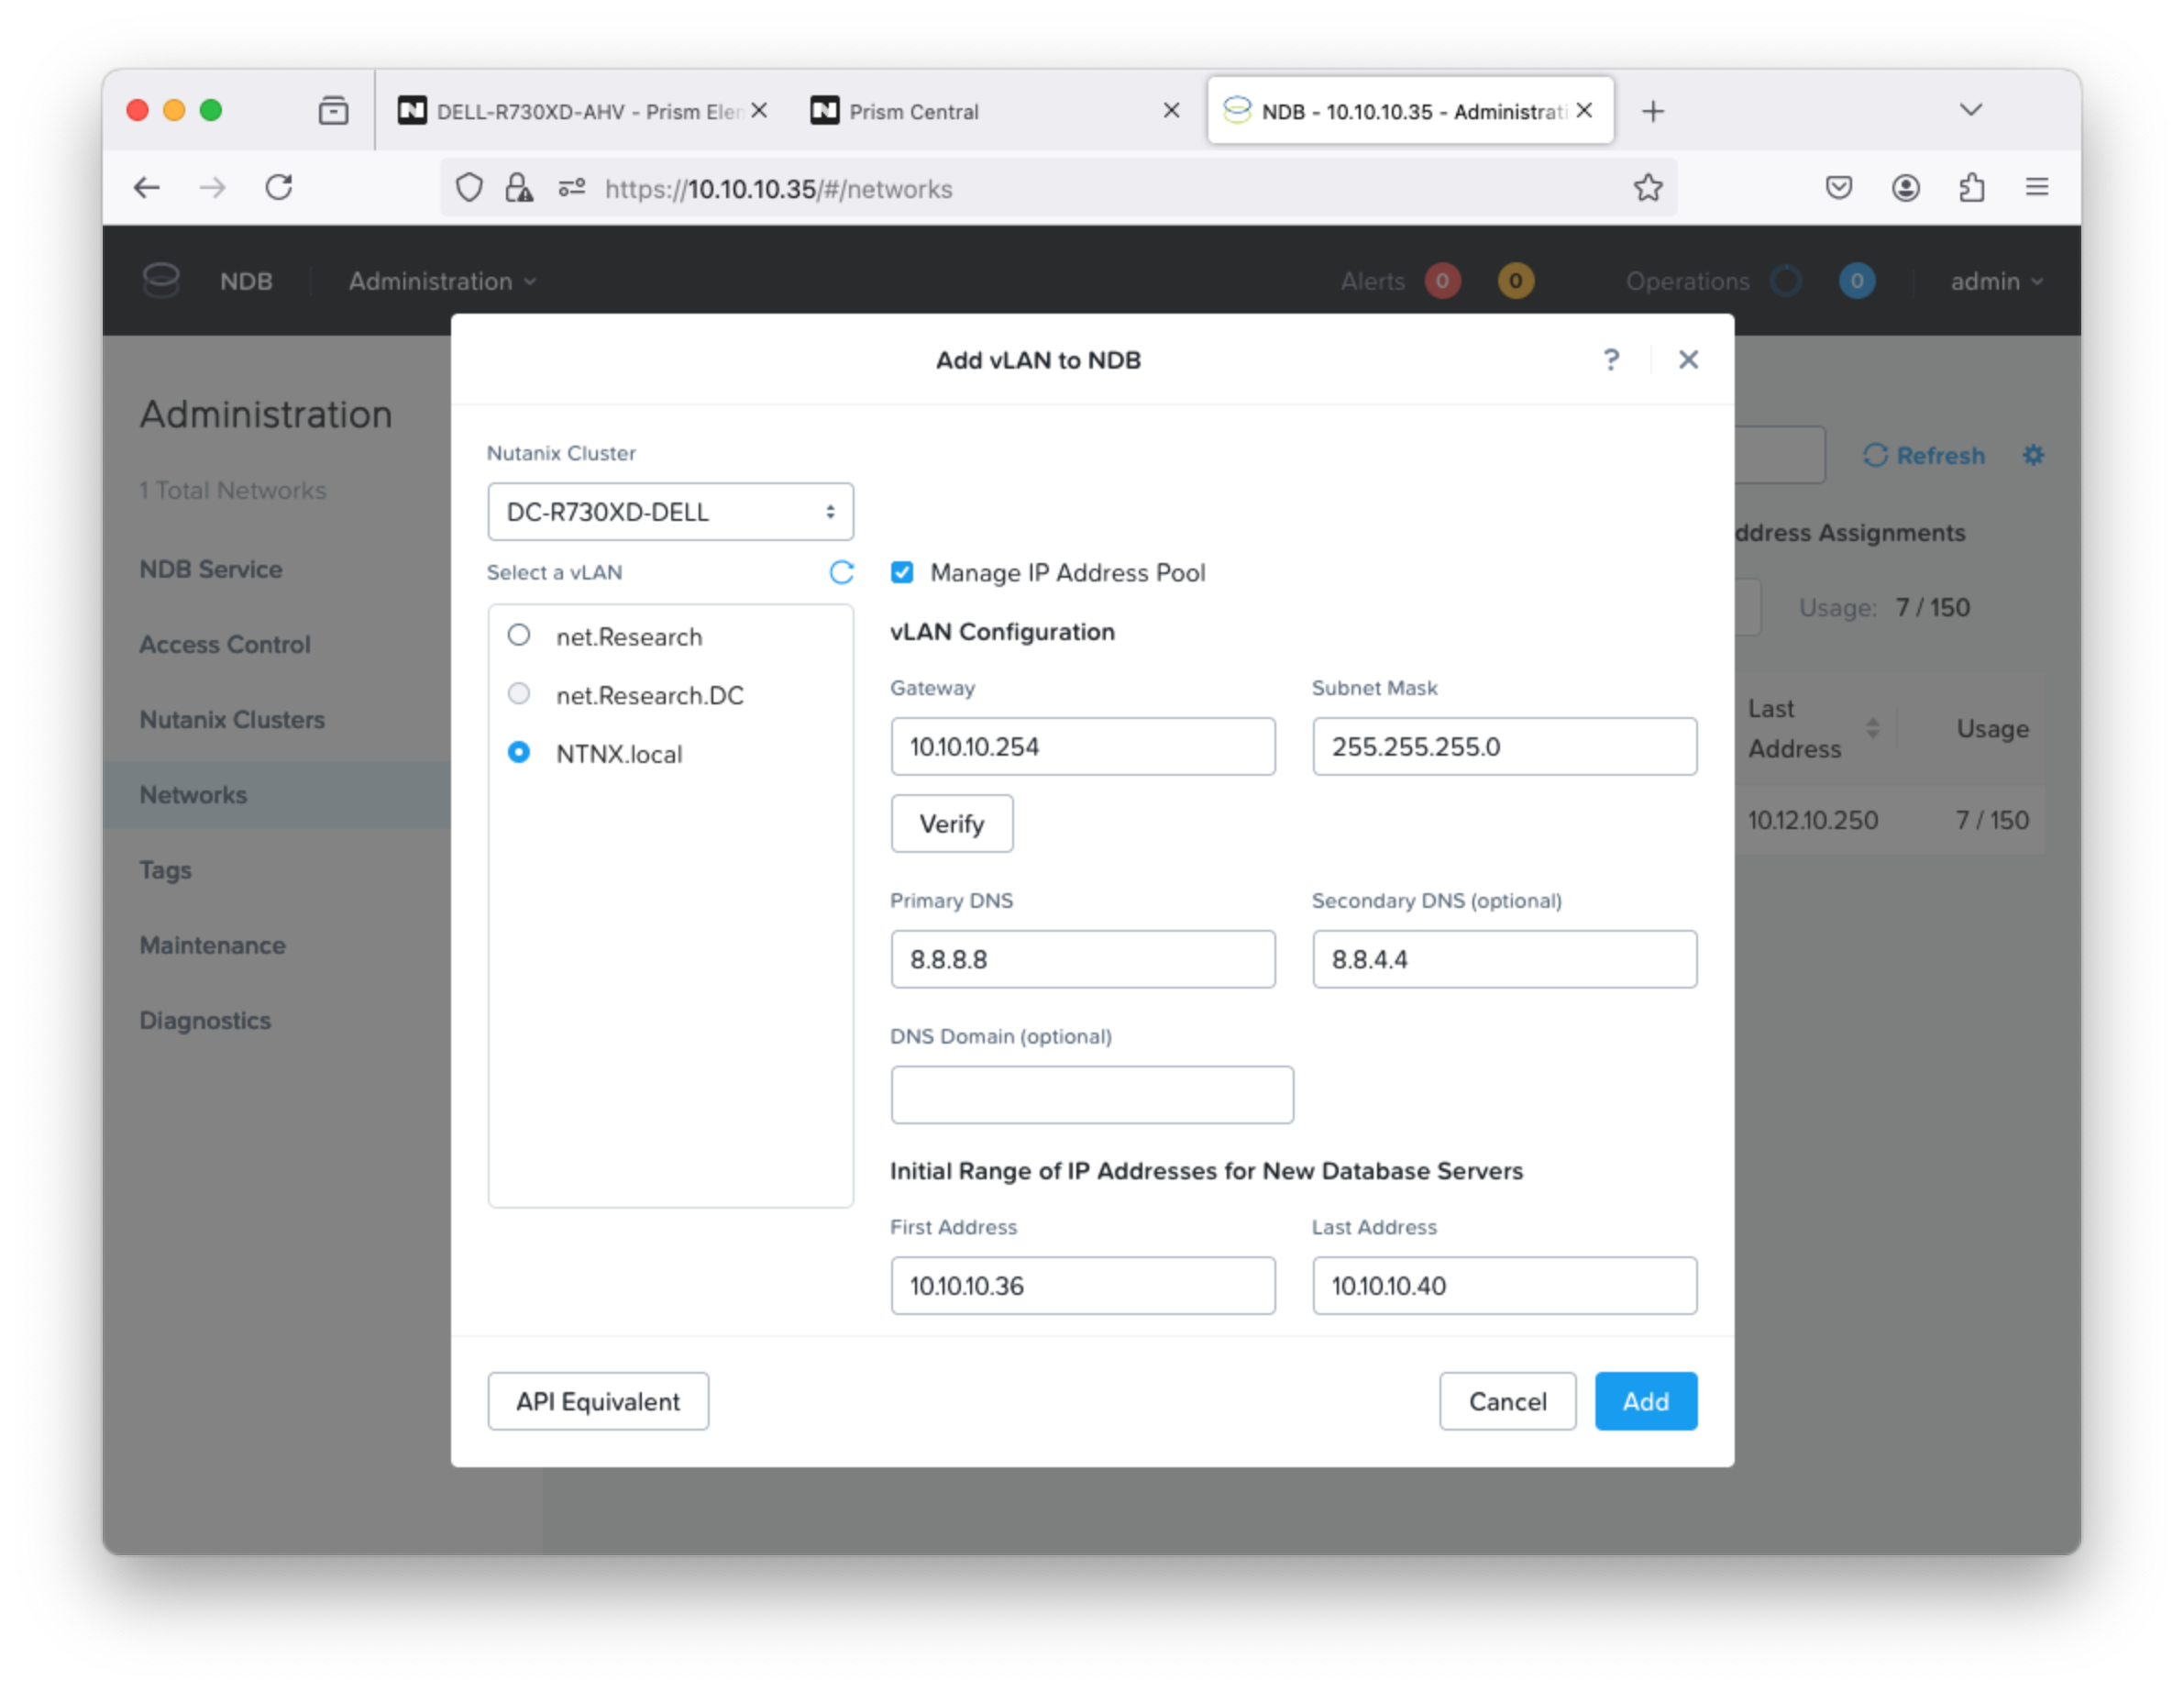 DELL-R730XD-AHV - Prism Elem
Prism Central
NDB - 10.10.10.35 - Administrati
https://10.10.10.35/#/networks
NDB
Administration
Alerts 0 0
Operations 0
admin
Add vLAN to NDB
?
Administration
1 Total Networks
NDB Service
Access Control
Nutanix Clusters
Networks
Tags
Maintenance
Diagnostics
Nutanix Cluster
DC-R730XD-DELL
Select a vLAN
net.Research
net.Research.DC
NTNX.local
Manage IP Address Pool
vLAN Configuration
Gateway
Subnet Mask
10.10.10.254
255.255.255.0
Verify
Primary DNS
Secondary DNS (optional)
8.8.8.8
8.8.4.4
DNS Domain (optional)
Initial Range of IP Addresses for New Database Servers
First Address
Last Address
10.10.10.36
10.10.10.40
API Equivalent
Cancel
Add
Refresh
ddress Assignments
Usage: 7 / 150
Last
Address
Usage
10.12.10.250
7 / 150